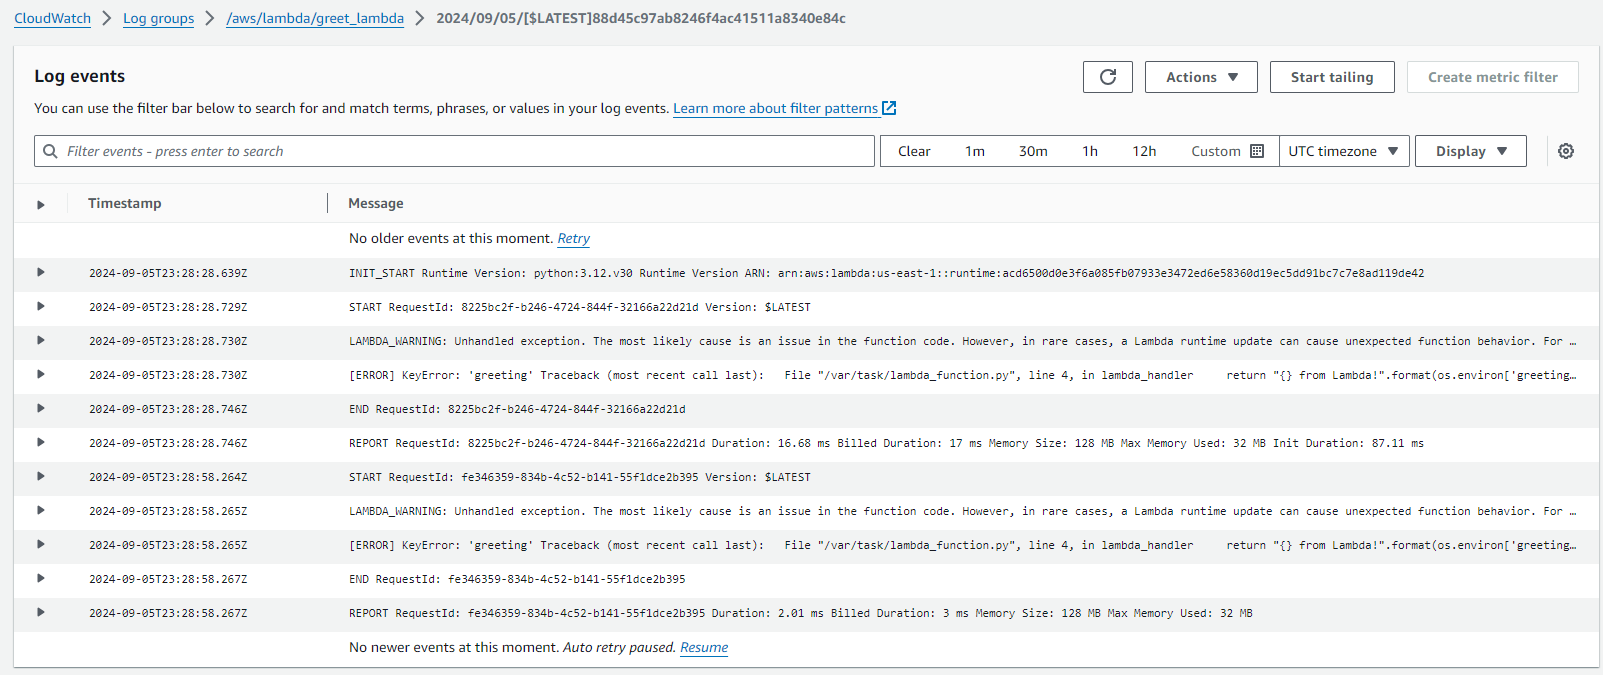 CloudWatch > Log groups > /aws/lambda/greet_lambda > 2024/09/05/[$LATEST]88d45c97ab8246f4ac41511a8340e84c
Log events
Actions Start tailing Create metric filter
You can use the filter bar below to search for and match terms, phrases, or values in your log events. Learn more about filter patterns
Filter events - press enter to search Clear 1m 30m 1h 12h Custom UTC timezone Display
Timestamp Message
No older events at this moment. Retry
2024-09-05T23:28:28.639Z INIT_START Runtime Version: python:3.12.v30 Runtime Version ARN: arn:aws:lambda:us-east-1::runtime:acd6500d0e3f6a085fb07933e3472ed6e58360d19ec5dd91bc7c7e8ad119de42
2024-09-05T23:28:28.729Z START RequestId: 8225bc2f-b246-4724-844f-32166a22d21d Version: $LATEST
2024-09-05T23:28:28.730Z LAMBDA_WARNING: Unhandled exception. The most likely cause is an issue in the function code. However, in rare cases, a Lambda runtime update can cause unexpected function behavior. For …
2024-09-05T23:28:28.730Z [ERROR] KeyError: 'greeting' Traceback (most recent call last): File "/var/task/lambda_function.py", line 4, in lambda_handler return "{} from Lambda!".format(os.environ['greeting…
2024-09-05T23:28:28.746Z END RequestId: 8225bc2f-b246-4724-844f-32166a22d21d
2024-09-05T23:28:28.746Z REPORT RequestId: 8225bc2f-b246-4724-844f-32166a22d21d Duration: 16.68 ms Billed Duration: 17 ms Memory Size: 128 MB Max Memory Used: 32 MB Init Duration: 87.11 ms
2024-09-05T23:28:58.264Z START RequestId: fe346359-834b-4c52-b141-55f1dce2b395 Version: $LATEST
2024-09-05T23:28:58.265Z LAMBDA_WARNING: Unhandled exception. The most likely cause is an issue in the function code. However, in rare cases, a Lambda runtime update can cause unexpected function behavior. For …
2024-09-05T23:28:58.265Z [ERROR] KeyError: 'greeting' Traceback (most recent call last): File "/var/task/lambda_function.py", line 4, in lambda_handler return "{} from Lambda!".format(os.environ['greeting…
2024-09-05T23:28:58.267Z END RequestId: fe346359-834b-4c52-b141-55f1dce2b395
2024-09-05T23:28:58.267Z REPORT RequestId: fe346359-834b-4c52-b141-55f1dce2b395 Duration: 2.01 ms Billed Duration: 3 ms Memory Size: 128 MB Max Memory Used: 32 MB
No newer events at this moment. Auto retry paused. Resume